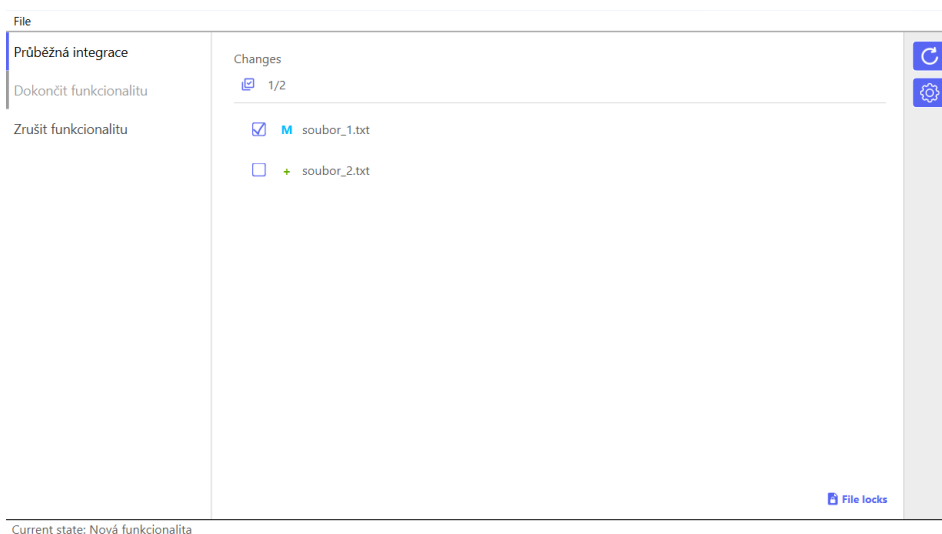 File
Průběžná integrace
Dokončit funkcionalitu
Zrušit funkcionalitu
Changes
1/2
M soubor_1.txt
+ soubor_2.txt
File locks
Current state: Nová funkcionalita